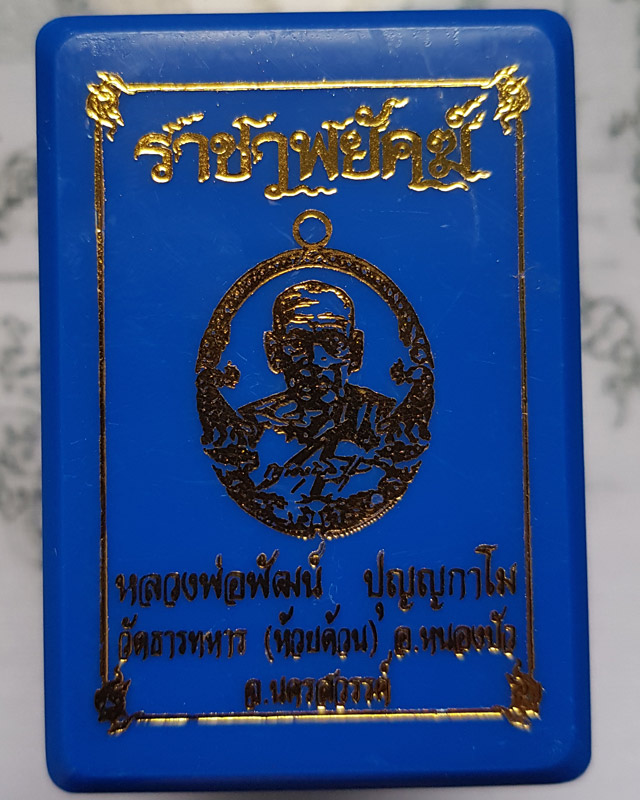 ราชาพยัคฆ์
หลวงพ่อพัฒน์ ปุญญกาโม
วัดธารทหาร (ห้วยด้วน) อ.หนองบัว
จ.นครสวรรค์